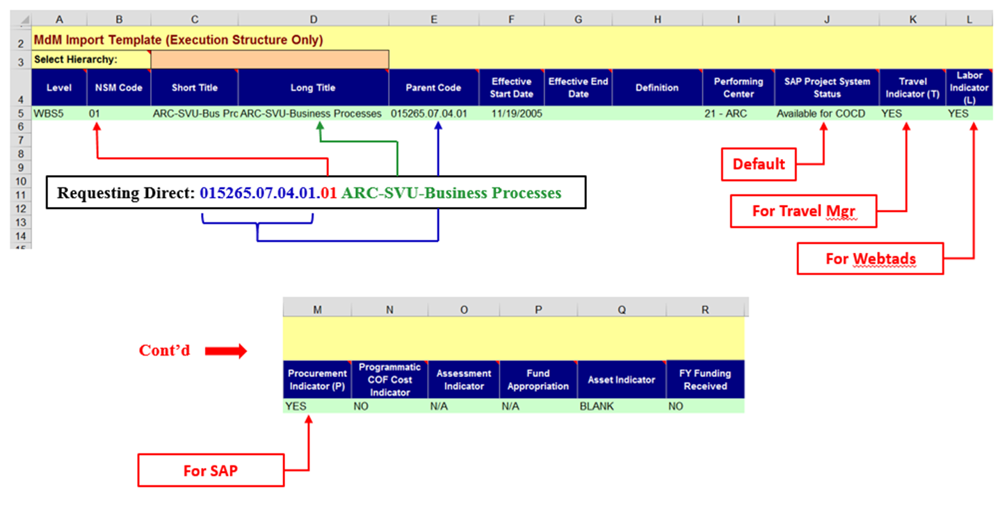 A B C D E F G H I J K L
2 MdM Import Template (Execution Structure Only)
3 Select Hierarchy:
4 Level NSM Code Short Title Long Title Parent Code Effective Start Date Effective End Date Definition Performing Center SAP Project System Status Travel Indicator (T) Labor Indicator (L)
5 WBS5 01 ARC-SVU-Bus Prc ARC-SVU-Business Processes 015265.07.04.01 11/19/2005 21 - ARC Available for COCD YES YES
6
7
8
9
10
11
12
13
14
15
Requesting Direct: 015265.07.04.01.01 ARC-SVU-Business Processes
Default
For Travel Mgr
For Webtads
M N O P Q R
Cont’d
Procurement Indicator (P) Programmatic COF Cost Indicator Assessment Indicator Fund Appropriation Asset Indicator FY Funding Received
YES NO N/A N/A BLANK NO
For SAP